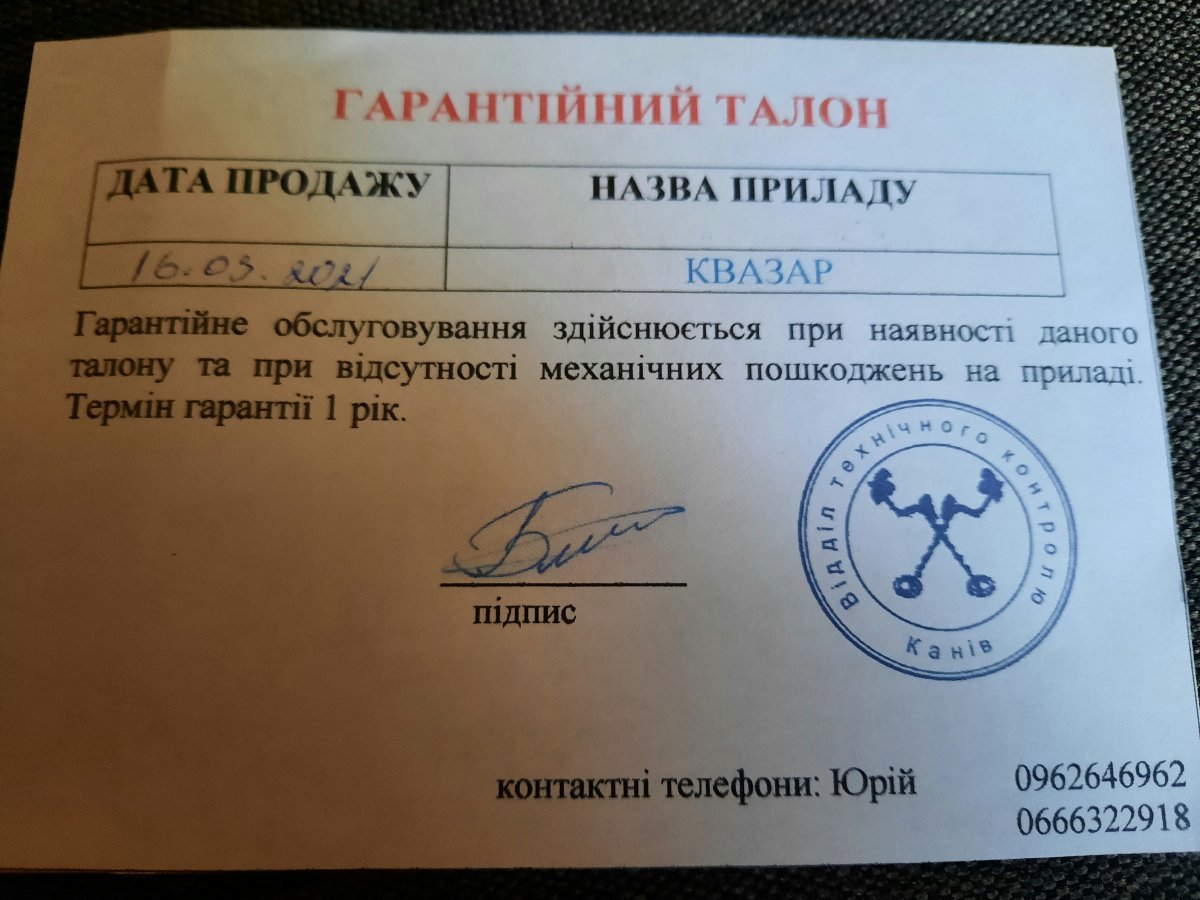 ГАРАНТІЙНИЙ ТАЛОН
ДАТА ПРОДАЖУ НАЗВА ПРИЛАДУ
16.03.2021 КВАЗАР
Гарантійне обслуговування здійснюється при наявності даного
талону та при відсутності механічних пошкоджень на приладі.
Термін гарантії 1 рік.
Відділ технічного контролю
Канів
підпис
контактні телефони: Юрій 0962646962
0666322918